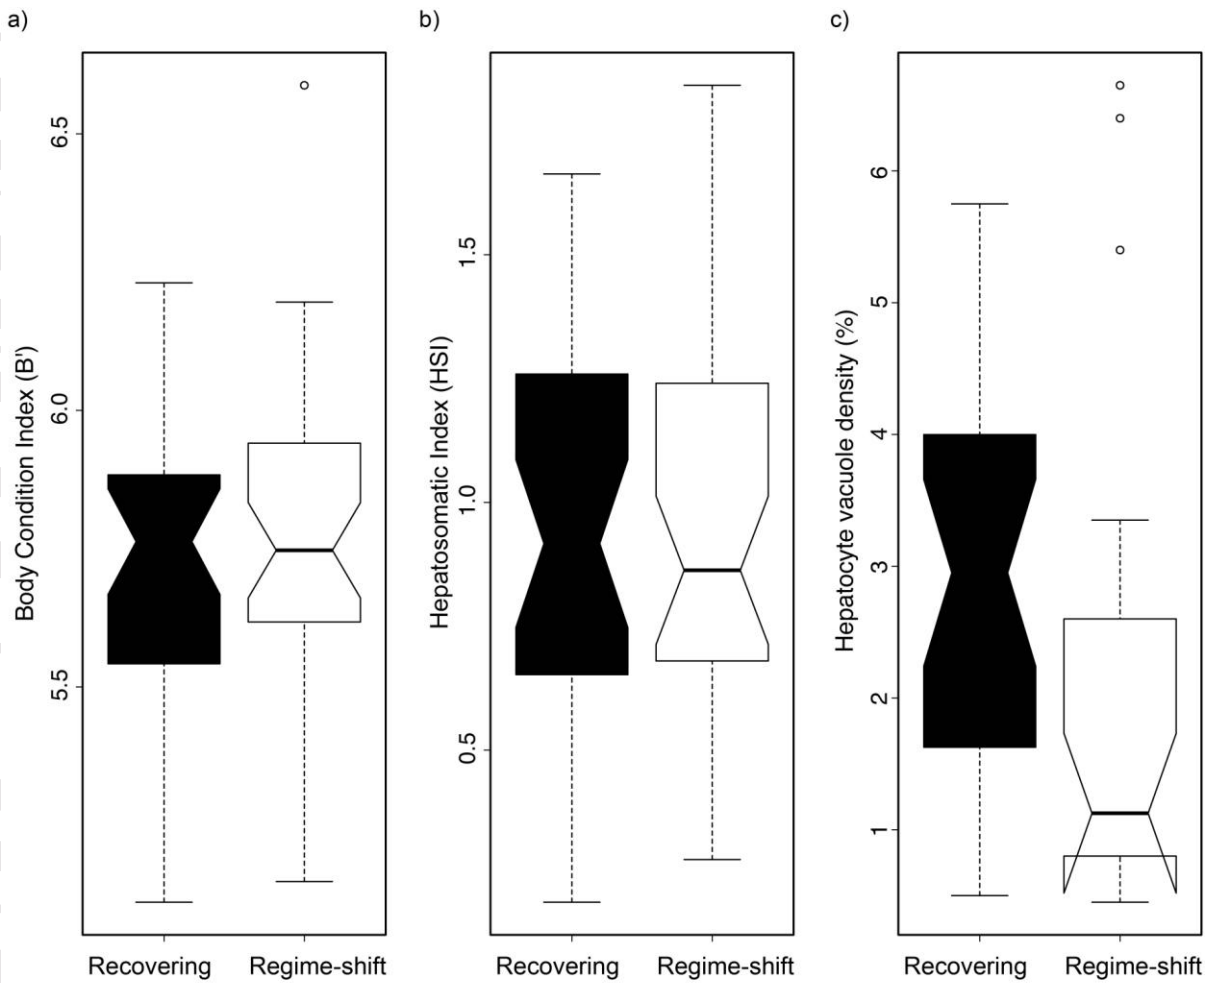 a)
Body Condition Index (B')
6.5
6.0
5.5
Recovering
Regime-shift
b)
Hepatosomatic Index (HSI)
1.5
1.0
0.5
Recovering
Regime-shift
c)
Hepatocyte vacuole density (%)
6
5
4
3
2
1
Recovering
Regime-shift